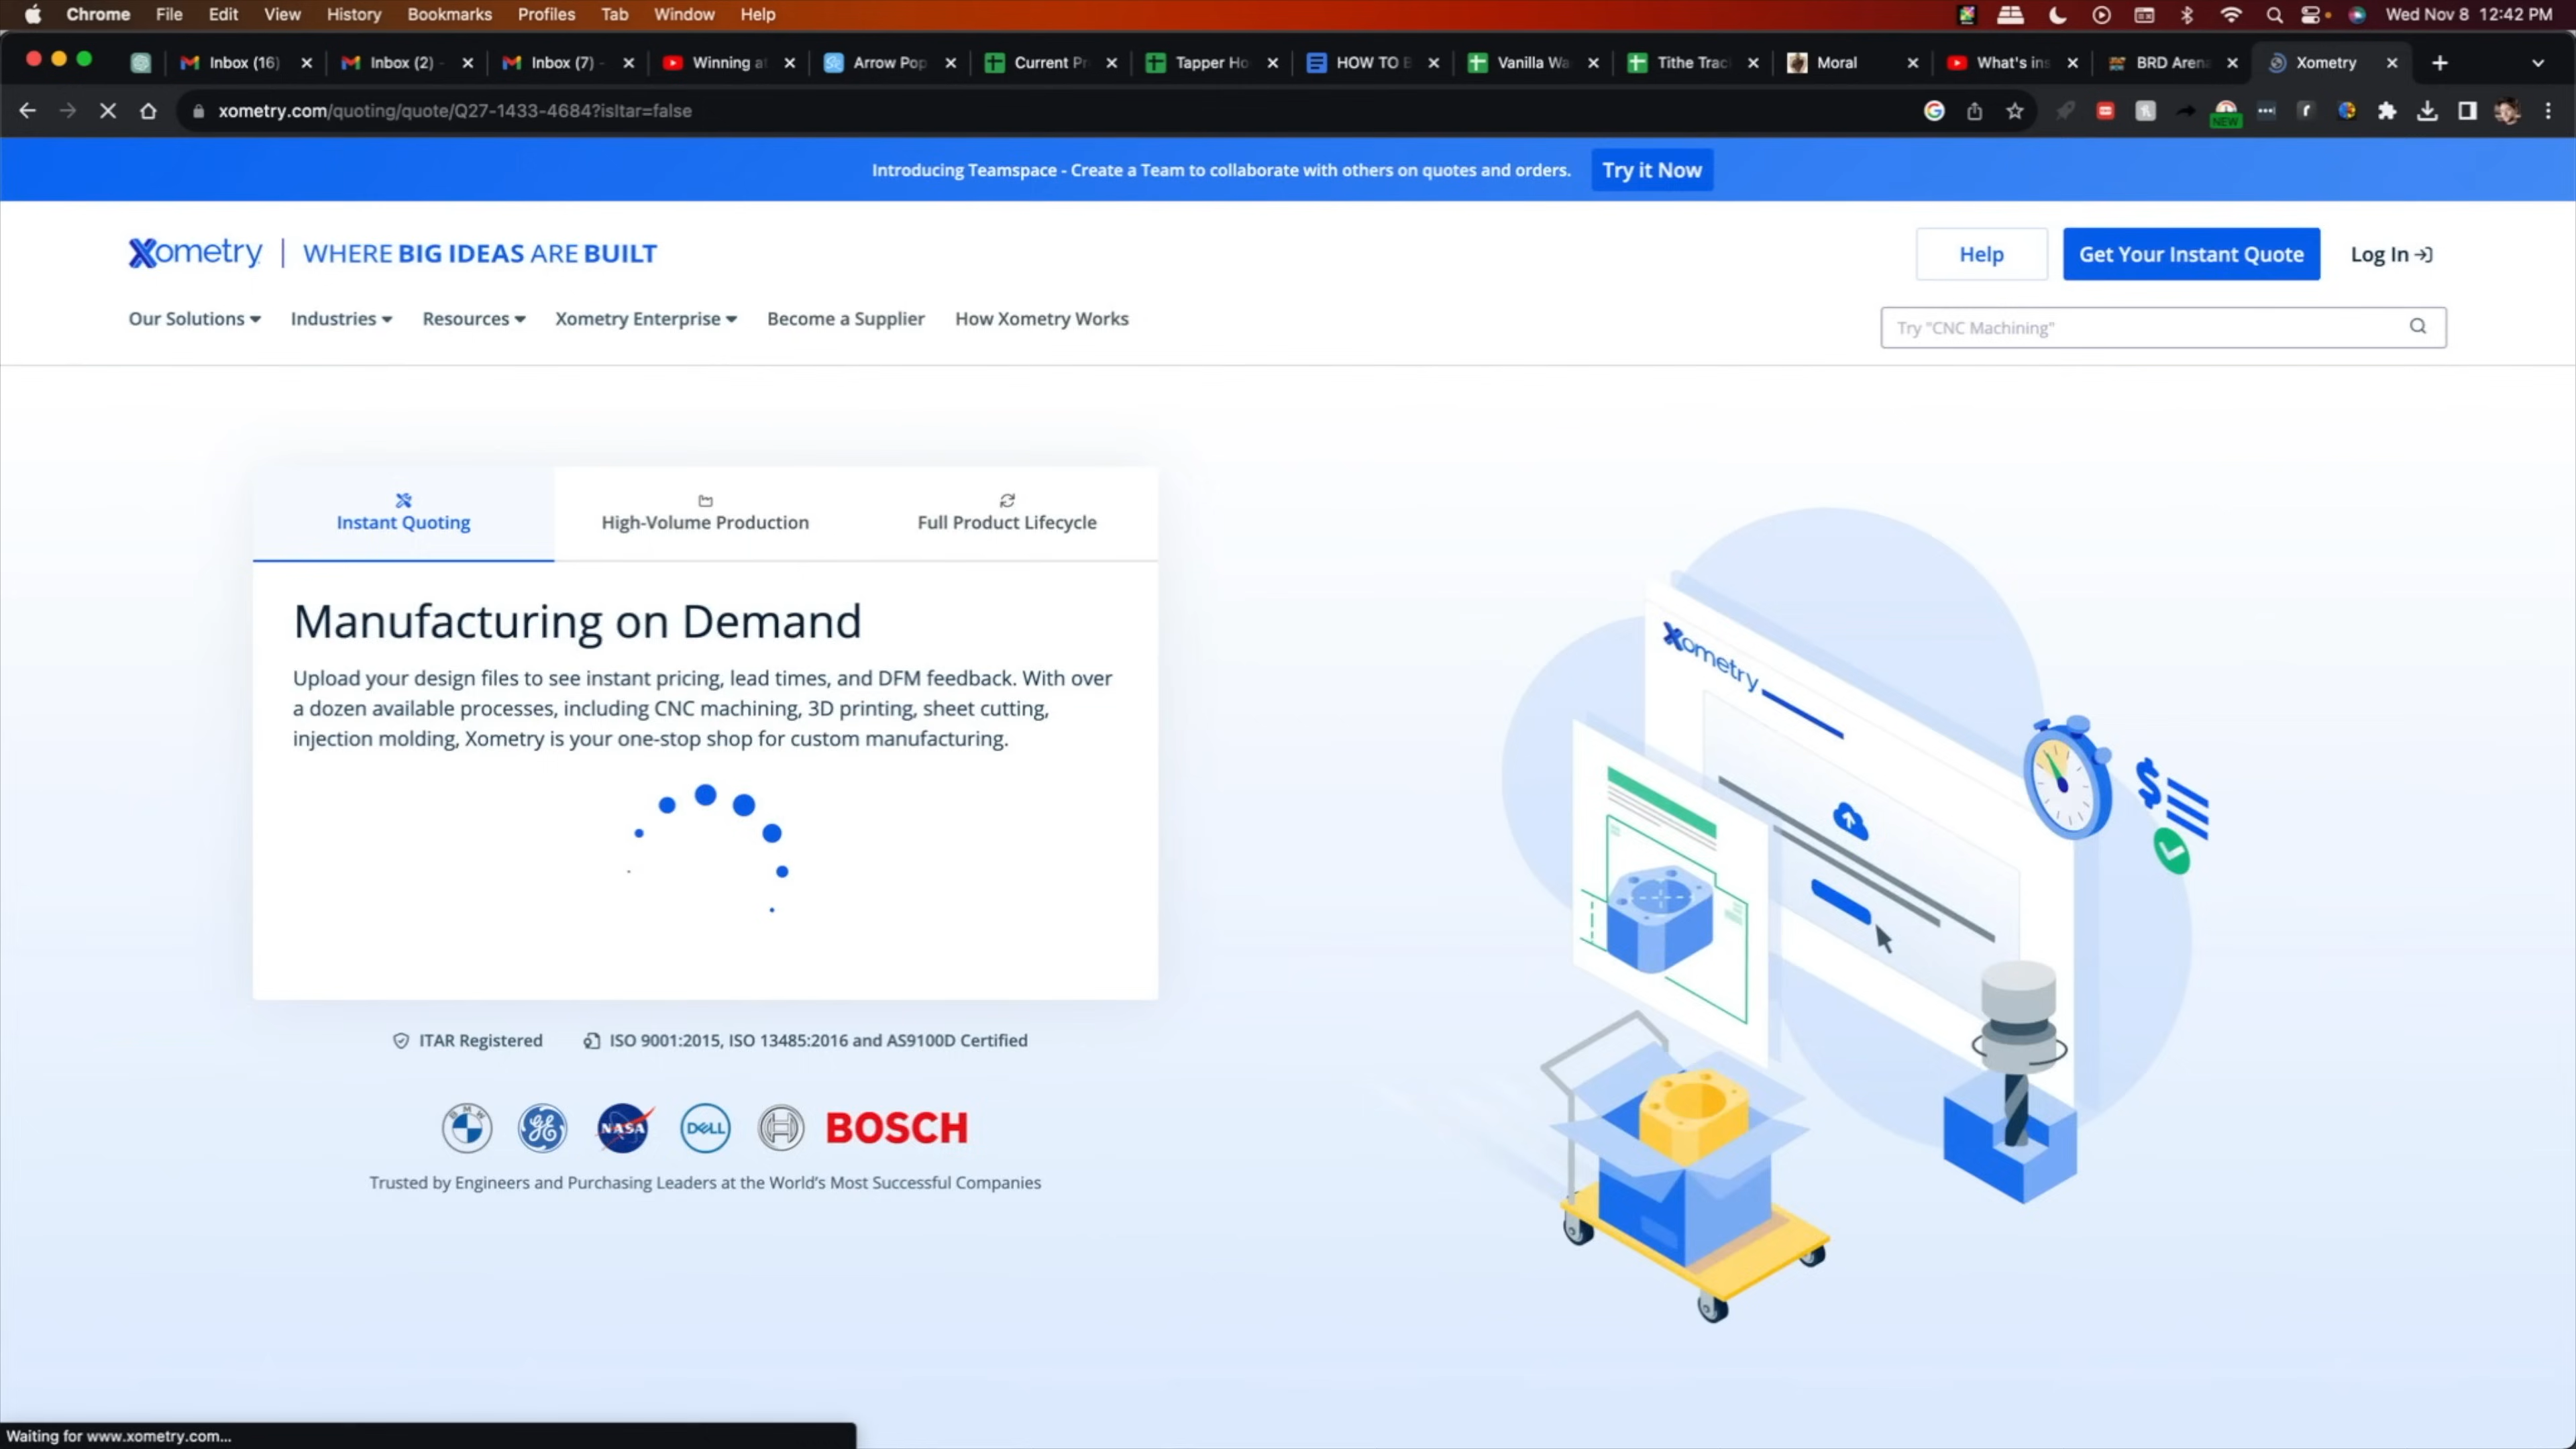 Chrome File Edit View History Bookmarks Profiles Tab Window Help Wed Nov 8 12:42 PM
Inbox (16) Inbox (2) Inbox (7) - Winning a Arrow Pop Current P Tapper Ho HOW TO Vanilla Wa Tithe Trac Moral What's ins BRD Arena Xometry
xometry.com/quoting/quote/Q27-1433-4684?isItar=false NEW
Introducing Teamspace - Create a Team to collaborate with others on quotes and orders. Try it Now
Xometry | WHERE BIG IDEAS ARE BUILT Help Get Your Instant Quote Log In
Our Solutions Industries Resources Xometry Enterprise Become a Supplier How Xometry Works Try "CNC Machining"
Instant Quoting High-Volume Production Full Product Lifecycle
Manufacturing on Demand
Upload your design files to see instant pricing, lead times, and DFM feedback. With over
a dozen available processes, including CNC machining, 3D printing, sheet cutting,
injection molding, Xometry is your one-stop shop for custom manufacturing.
Xometry
$
ITAR Registered ISO 9001:2015, ISO 13485:2016 and AS9100D Certified
BMW GE NASA DELL BOSCH
Trusted by Engineers and Purchasing Leaders at the World's Most Successful Companies
Waiting for www.xometry.com...